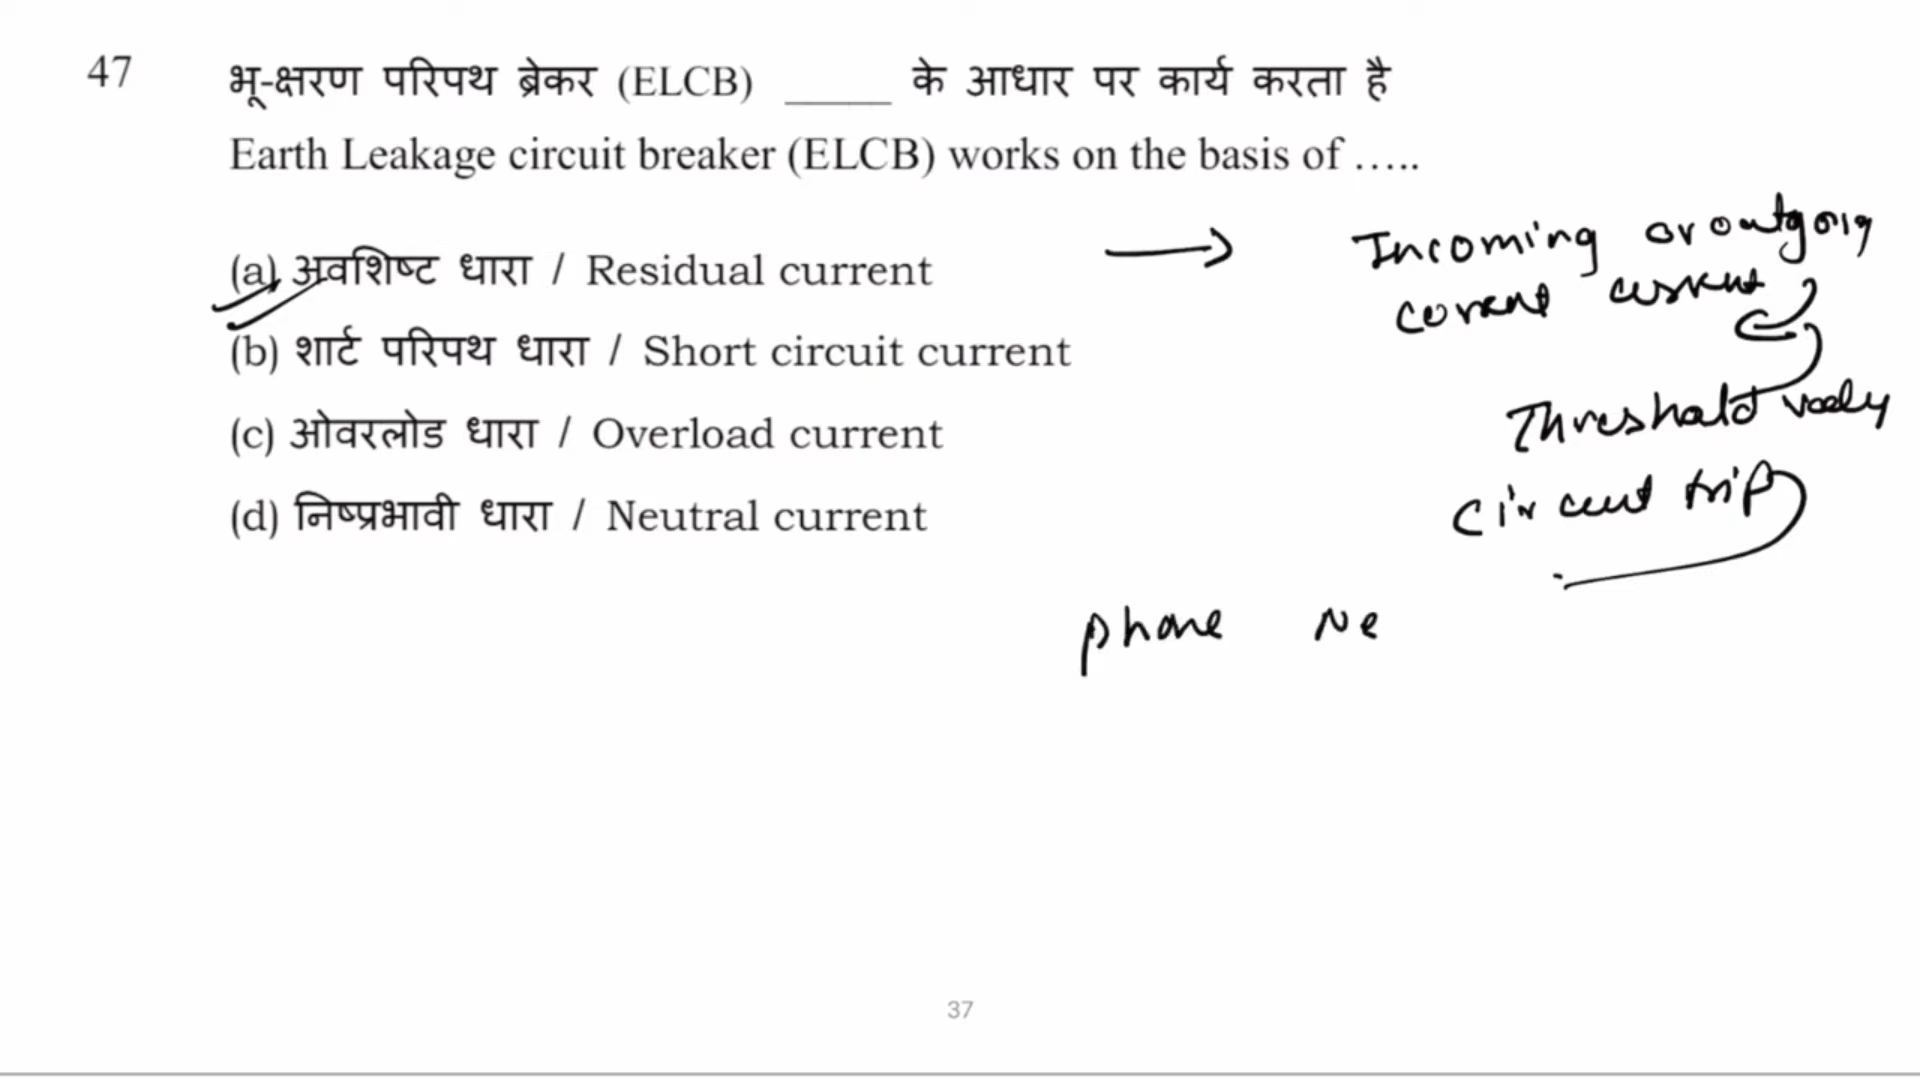 47
भू-क्षरण परिपथ ब्रेकर (ELCB) _____ के आधार पर कार्य करता है
Earth Leakage circuit breaker (ELCB) works on the basis of …..
(a) अवशिष्ट धारा / Residual current
(b) शार्ट परिपथ धारा / Short circuit current
(c) ओवरलोड धारा / Overload current
(d) निष्प्रभावी धारा / Neutral current
Incoming or outgoing
current current
Threshold
Circuit trip
phone Ne
37